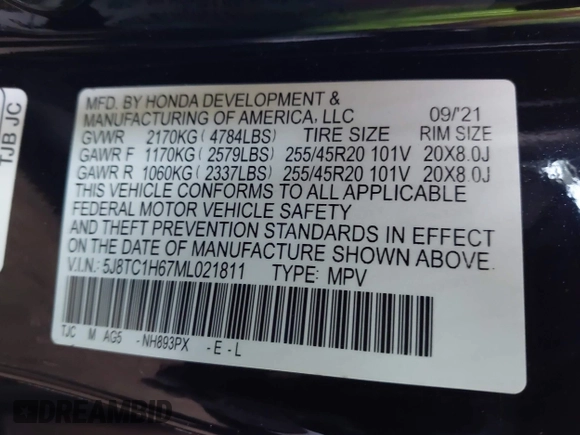 TJB JC
MFD. BY HONDA DEVELOPMENT &
MANUFACTURING OF AMERICA, LLC 09/'21
GVWR 2170KG ( 4784LBS) TIRE SIZE RIM SIZE
GAWR F 1170KG ( 2579LBS) 255/45R20 101V 20X8.0J
GAWR R 1060KG ( 2337LBS) 255/45R20 101V 20X8.0J
THIS VEHICLE CONFORMS TO ALL APPLICABLE
FEDERAL MOTOR VEHICLE SAFETY
AND THEFT PREVENTION STANDARDS IN EFFECT
ON THE DATE OF MANUFACTURE SHOWN ABOVE.
V.I.N.: 5J8TC1H67ML021811 TYPE: MPV
TJC M AG5 -NH893PX -E-L
DREAMBID